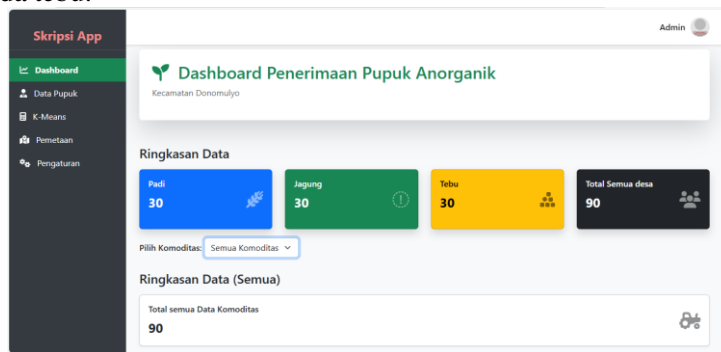 Skripsi App
Admin
Dashboard
Data Pupuk
K-Means
Pemetaan
Pengaturan
Dashboard Penerimaan Pupuk Anorganik
Kecamatan Donomulyo
Ringkasan Data
Padi
30
Jagung
30
Tebu
30
Total Semua desa
90
Pilih Komoditas: Semua Komoditas
Ringkasan Data (Semua)
Total semua Data Komoditas
90